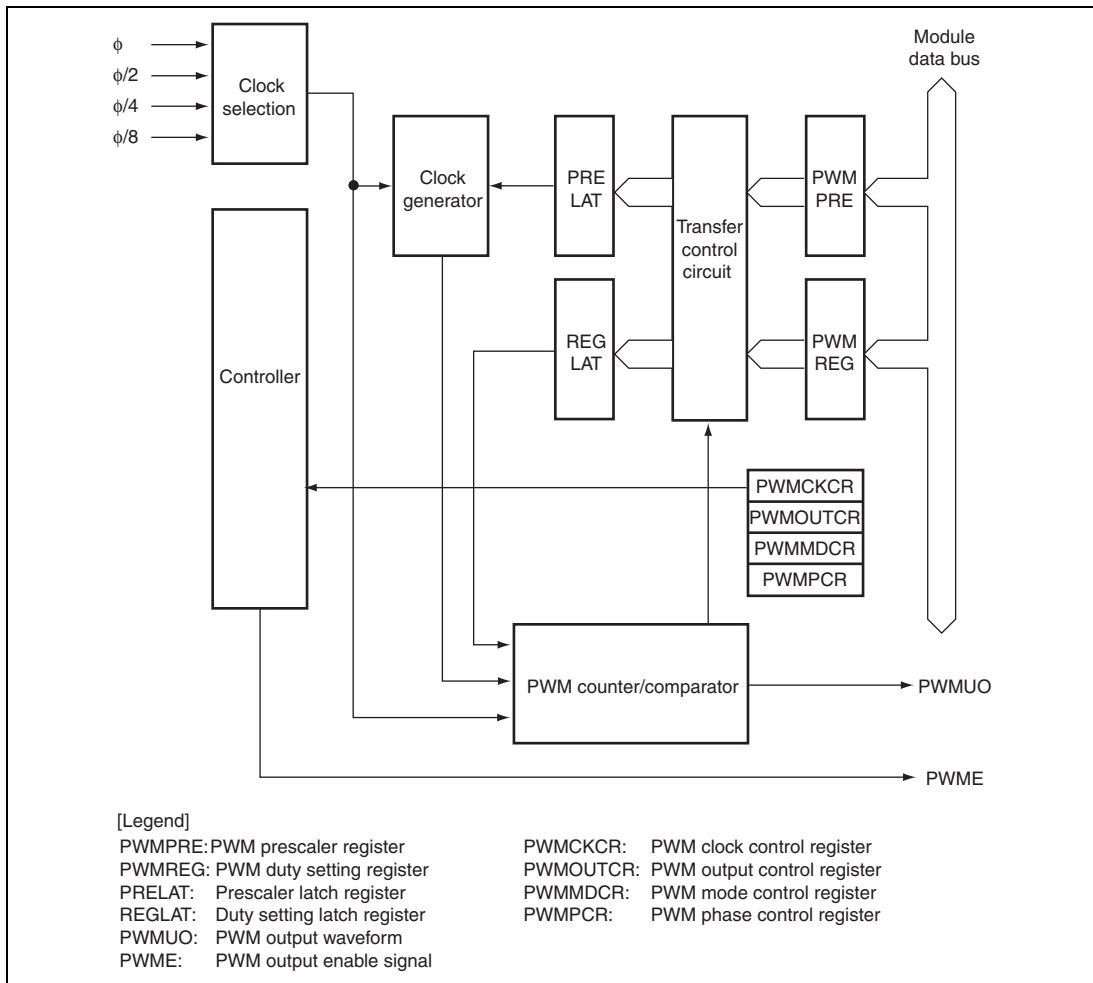 Module
data bus
φ
φ/2
φ/4
φ/8
Clock
selection
Clock
generator
PRE
LAT
Transfer
control
circuit
PWM
PRE
REG
LAT
PWM
REG
Controller
PWMCKCR
PWMOUTCR
PWMMDCR
PWMPCR
PWM counter/comparator
PWMUO
PWME
[Legend]
PWMPRE: PWM prescaler register
PWMREG: PWM duty setting register
PRELAT: Prescaler latch register
REGLAT: Duty setting latch register
PWMUO: PWM output waveform
PWME: PWM output enable signal
PWMCKCR: PWM clock control register
PWMOUTCR: PWM output control register
PWMMDCR: PWM mode control register
PWMPCR: PWM phase control register